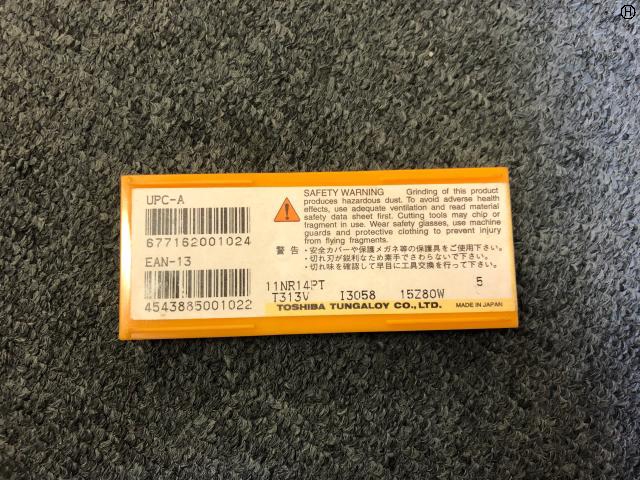 H
UPC-A
677162001024
EAN-13
4543885001022
SAFETY WARNING Grinding of this product
produces hazardous dust. To avoid adverse health
effects, use adequate ventilation and read material
safety data sheet first. Cutting tools may chip or
fragment in use. Wear safety glasses, use machine
guards and protective clothing to prevent injury
from flying fragments.
警告・安全カバーや保護メガネ等の保護具をご使用下さい。
・切れ刃が鋭利なため素手でさわらないで下さい。
・切れ味を確認して早目に工具交換を行って下さい。
11NR14PT
T313V I3058 15Z80W 5
TOSHIBA TUNGALOY CO., LTD. MADE IN JAPAN